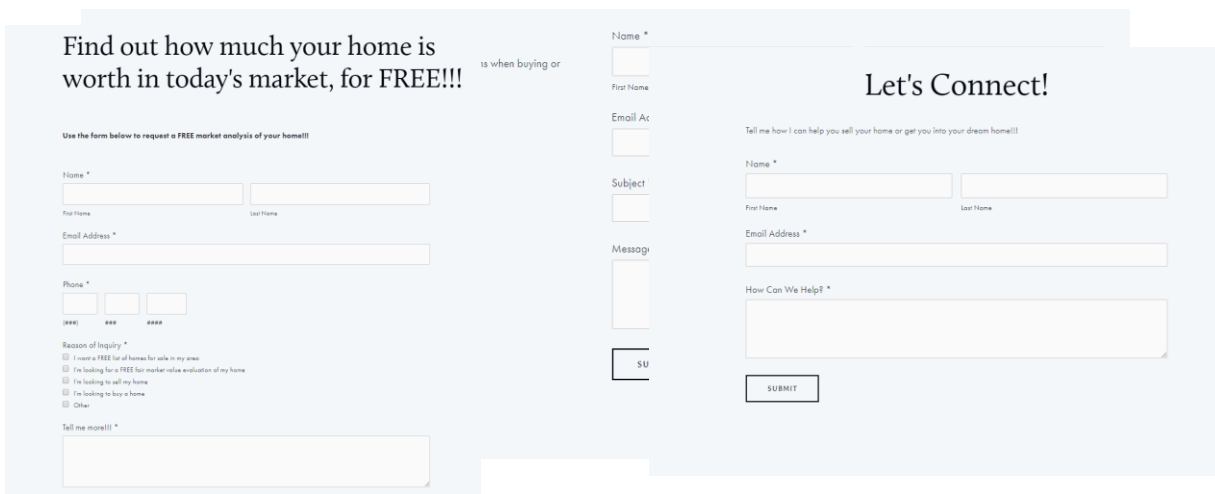 Find out how much your home is
worth in today's market, for FREE!!!
Use the form below to request a FREE market analysis of your home!!!
Name *
First Name
Last Name
Email Address *
Phone *
(###)
###
####
Reason of Inquiry *
I want a FREE list of homes for sale in my area
I'm looking for a FREE fair market value evaluation of my home
I'm looking to sell my home
I'm looking to buy a home
Other
Tell me more!!! *
when buying or
Name *
First Name
Email
Subject
Message
SU
Let's Connect!
Tell me how I can help you sell your home or get you into your dream home!!!
Name *
First Name
Last Name
Email Address *
How Can We Help? *
SUBMIT